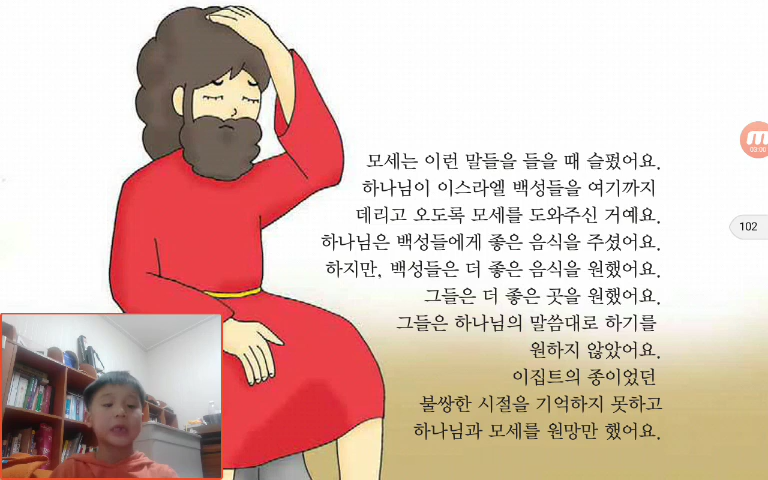 모세는 이런 말들을 들을 때 슬펐어요.
하나님이 이스라엘 백성들을 여기까지
데리고 오도록 모세를 도와주신 거예요.
하나님은 백성들에게 좋은 음식을 주셨어요.
하지만, 백성들은 더 좋은 음식을 원했어요.
그들은 더 좋은 곳을 원했어요.
그들은 하나님의 말씀대로 하기를
원하지 않았어요.
이집트의 종이었던
불쌍한 시절을 기억하지 못하고
하나님과 모세를 원망만 했어요.
102